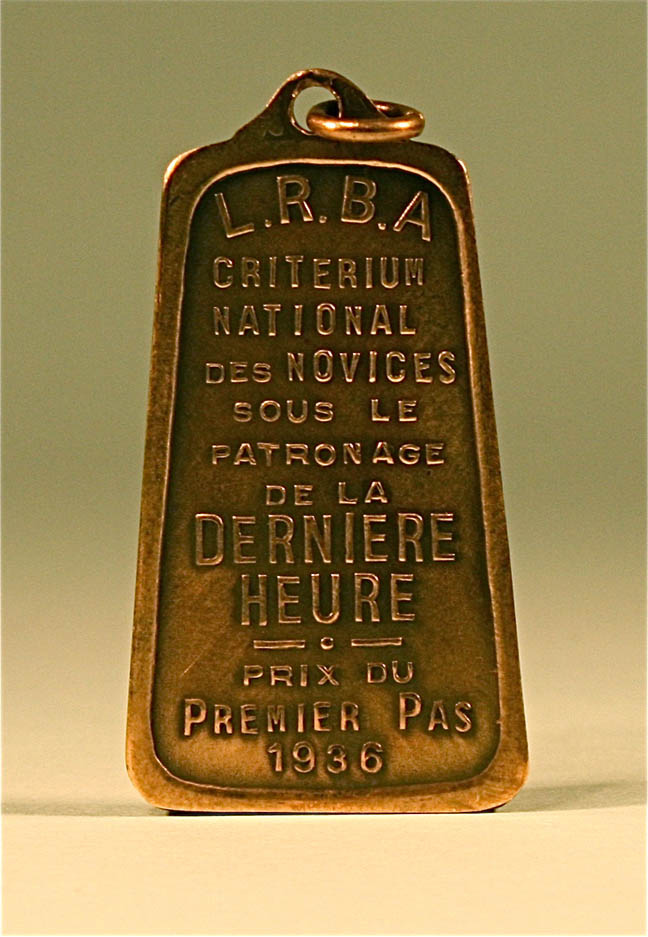 L.R.B.A
CRITERIUM
NATIONAL
DES NOVICES
SOUS LE
PATRONAGE
DE LA
DERNIERE
HEURE
PRIX DU
PREMIER PAS
1936